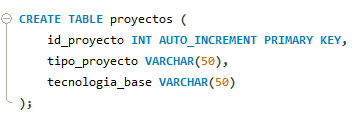 CREATE TABLE proyectos (
id_proyecto INT AUTO_INCREMENT PRIMARY KEY,
tipo_proyecto VARCHAR(50),
tecnologia_base VARCHAR(50)
);